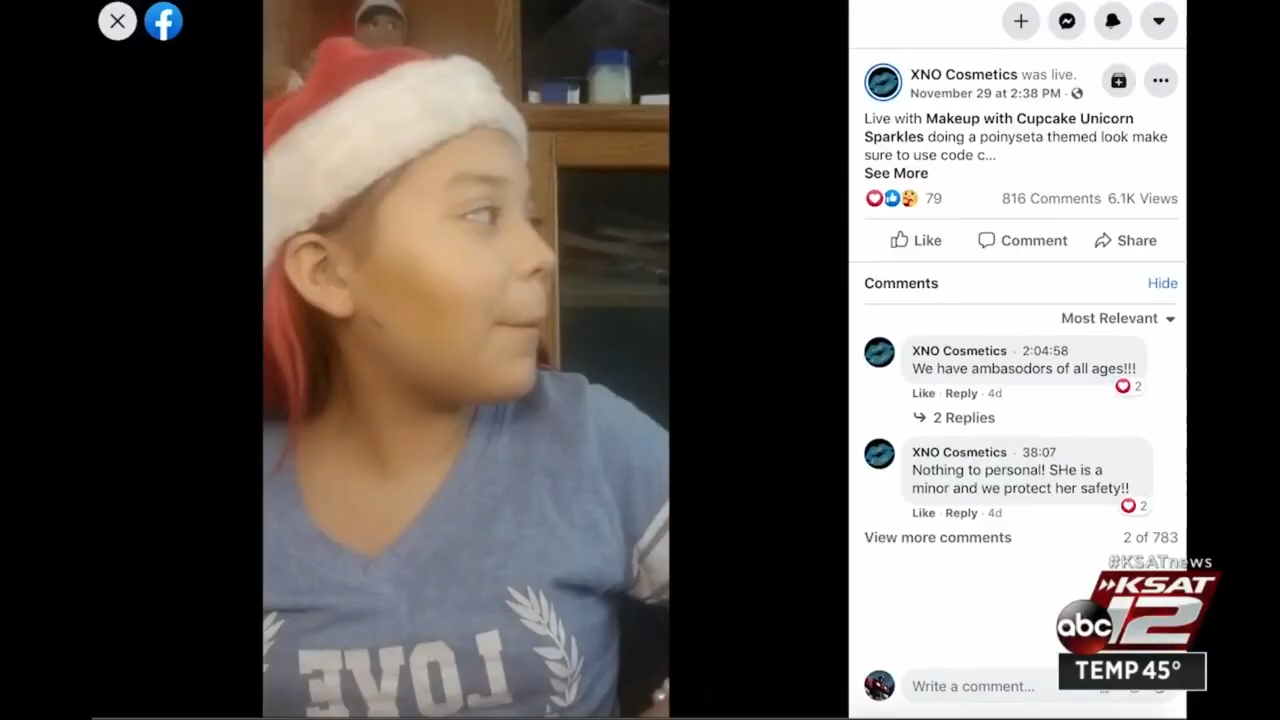 XNO Cosmetics was live.
November 29 at 2:38 PM ·
Live with Makeup with Cupcake Unicorn
Sparkles doing a poinyseta themed look make
sure to use code c...
See More
79
816 Comments 6.1K Views
Like
Comment
Share
Comments
Hide
Most Relevant
XNO Cosmetics · 2:04:58
We have ambasodors of all ages!!!
2
Like · Reply · 4d
2 Replies
XNO Cosmetics · 38:07
Nothing to personal! SHe is a
minor and we protect her safety!!
2
Like · Reply · 4d
View more comments
2 of 783
#KSATnews
KSAT
abc 12
TEMP 45°
Write a comment...
LOVE